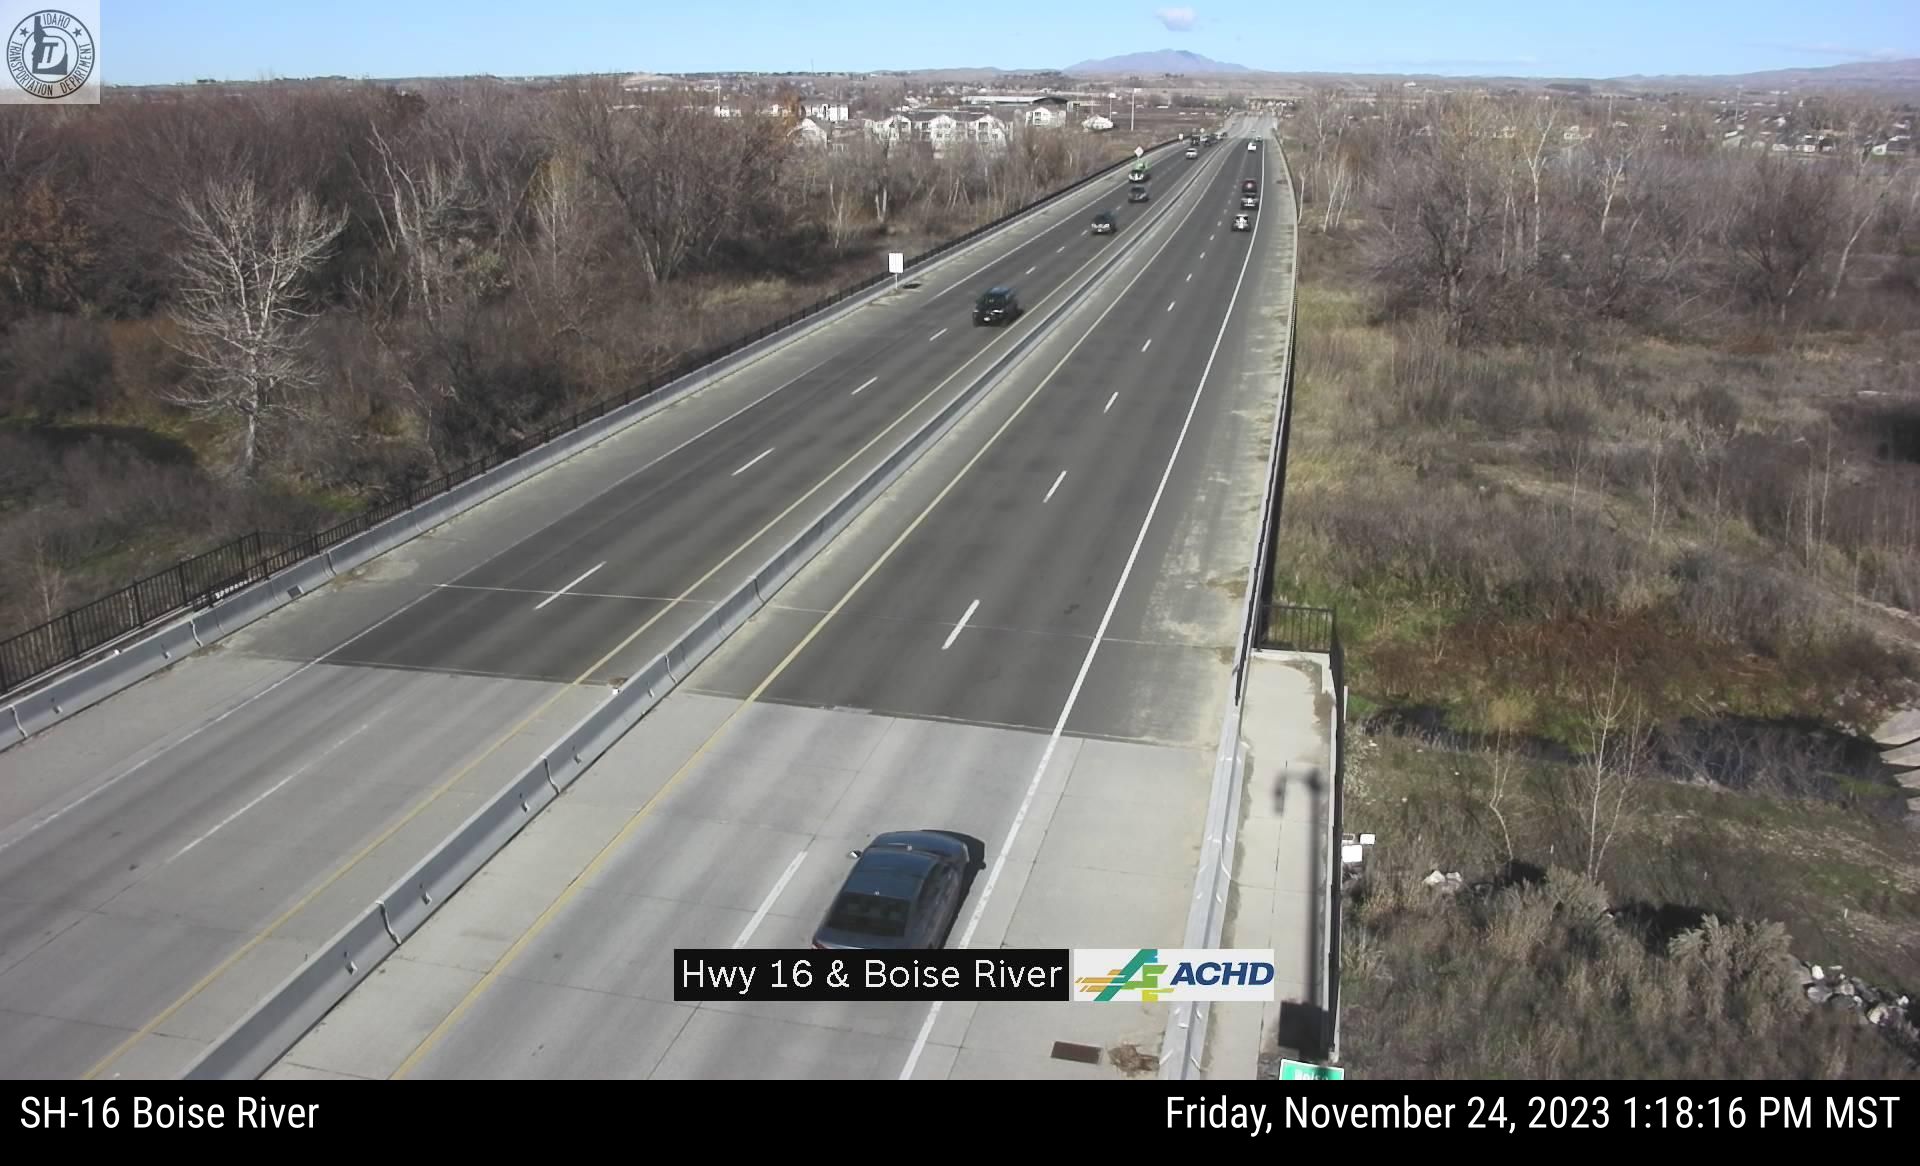 IDAHO
TRANSPORTATION DEPARTMENT
Hwy 16 & Boise River
ACHD
SH-16 Boise River
Friday, November 24, 2023 1:18:16 PM MST